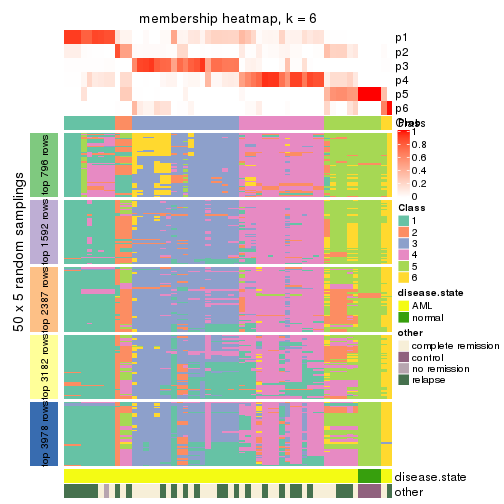 membership heatmap, k = 6
p1
p2
p3
p4
p5
p6
Class
Prob
1
0.8
0.6
0.4
0.2
0
Class
1
2
3
4
5
6
disease.state
AML
normal
other
complete remission
control
no remission
relapse
50 x 5 random samplings
top 796 rows
top 1592 rows
top 2387 rows
top 3182 rows
top 3978 rows
disease.state
other